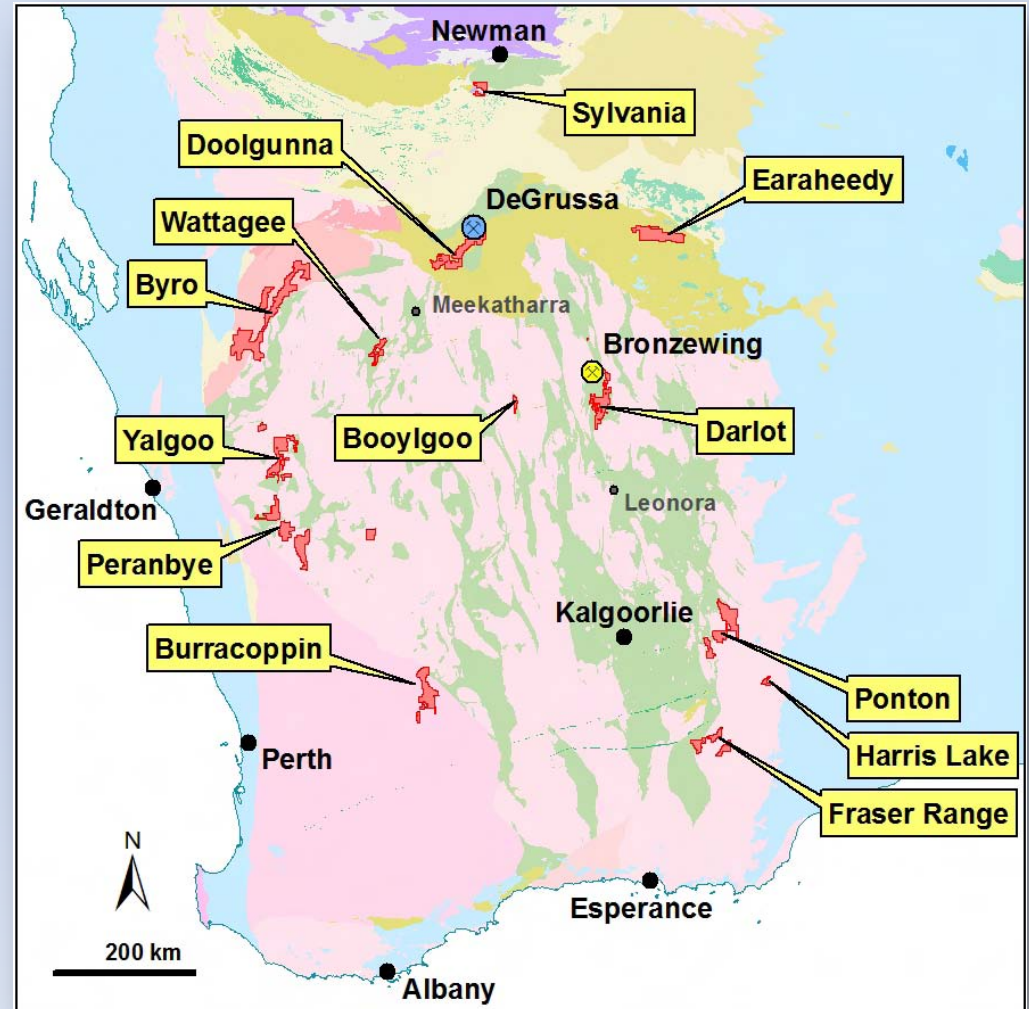 Newman
Sylvania
Doolgunna
Earaheedy
DeGrussa
Wattagee
Byro
Meekatharra
Bronzewing
Yalgoo
Booylgoo
Darlot
Geraldton
Leonora
Peranbye
Kalgoorlie
Burracoppin
Ponton
Perth
Harris Lake
Fraser Range
N
Esperance
200 km
Albany